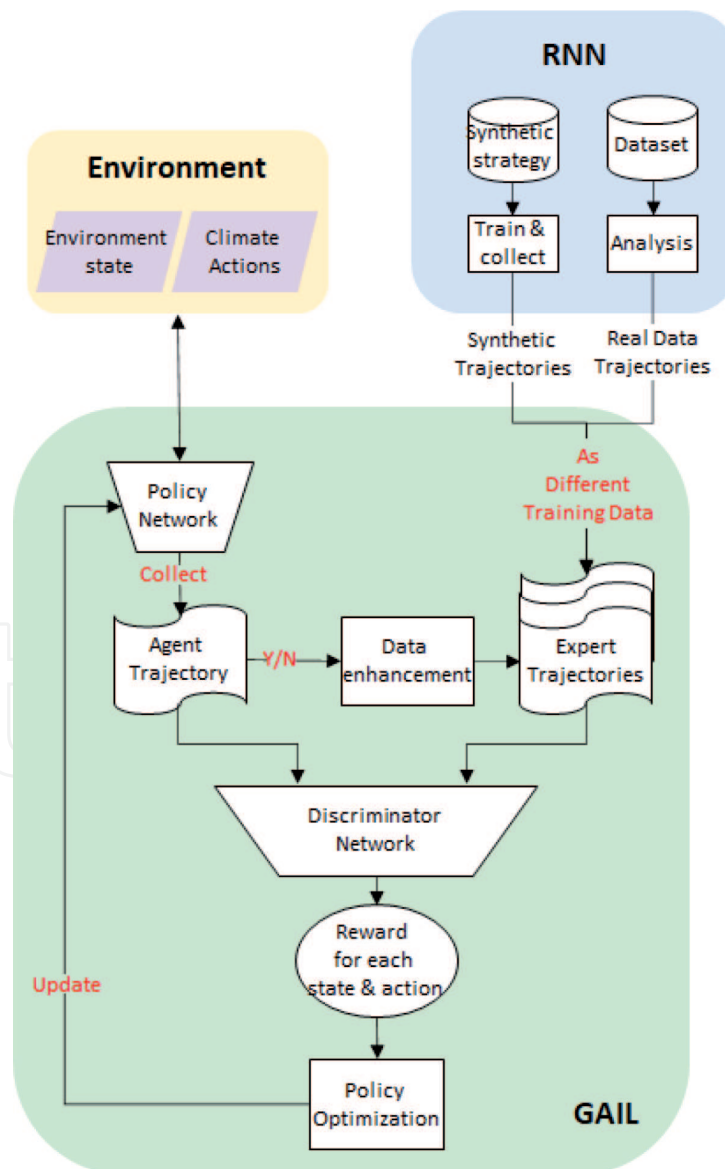 RNN
Synthetic
strategy
Dataset
Train &
collect
Analysis
Synthetic
Trajectories
Real Data
Trajectories
Environment
Environment
state
Climate
Actions
As
Different
Training Data
Policy
Network
Collect
Agent
Trajectory
Y/N
Data
enhancement
Expert
Trajectories
Discriminator
Network
Reward
for each
state & action
Update
Policy
Optimization
GAIL